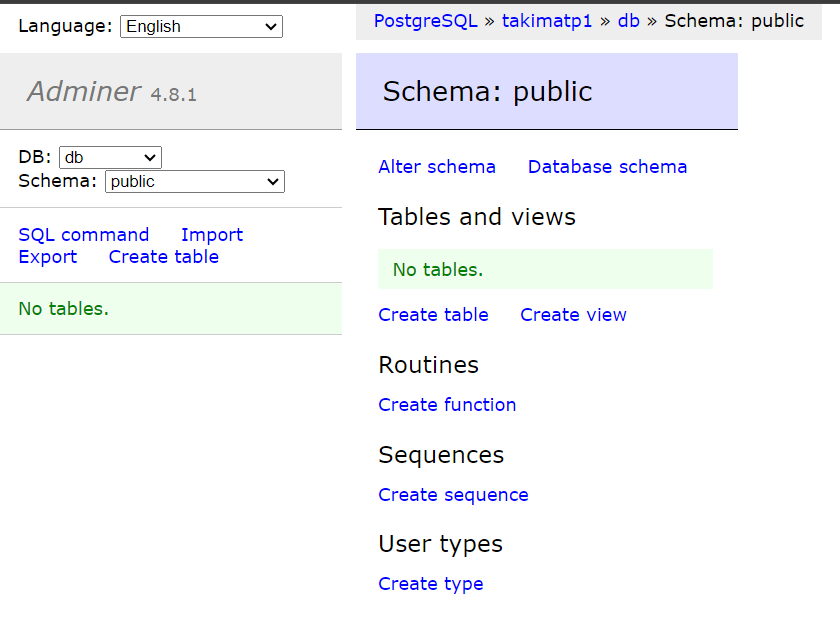 Language: English
Adminer 4.8.1
DB: db
Schema: public
SQL command Import
Export Create table
No tables.
PostgreSQL » takimatp1 » db » Schema: public
Schema: public
Alter schema Database schema
Tables and views
No tables.
Create table Create view
Routines
Create function
Sequences
Create sequence
User types
Create type